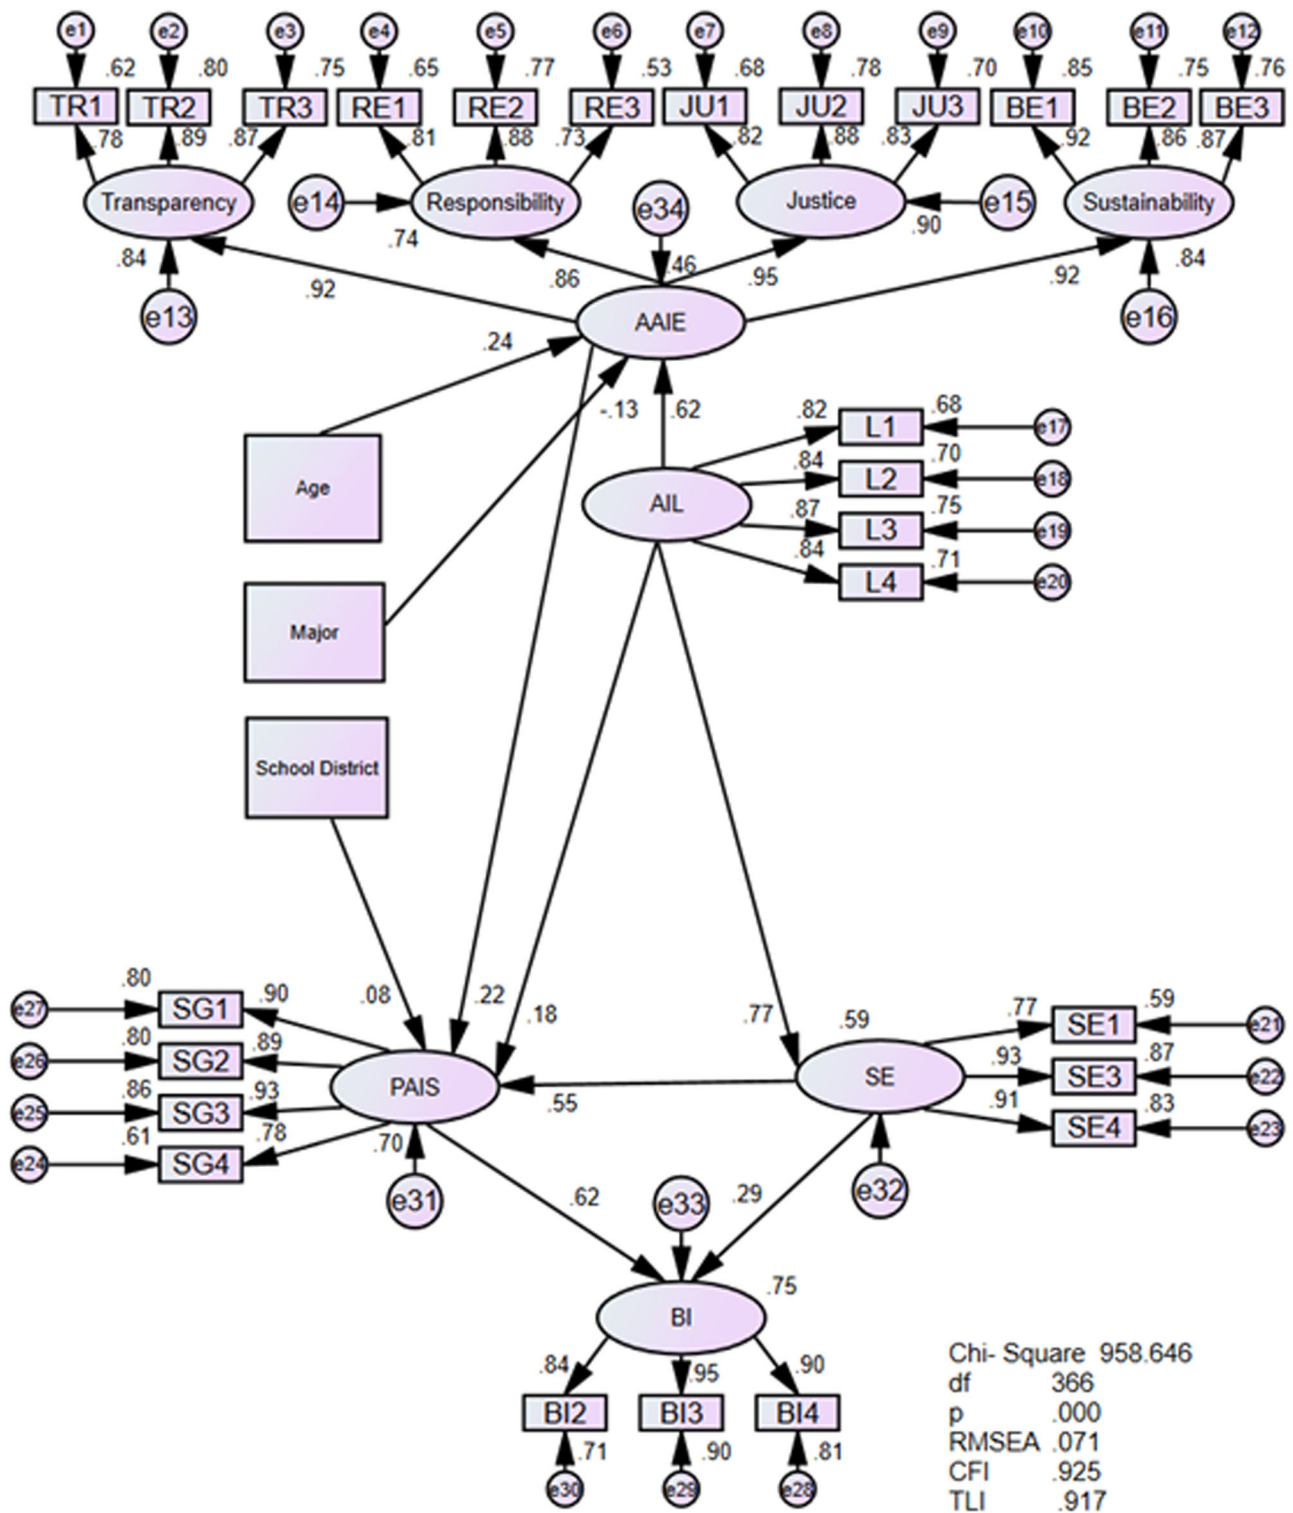 e1 e2 e3 e4 e5 e6 e7 e8 e9 e10 e11 e12
.62 .80 .75 .65 .77 .53 .68 .78 .70 .85 .75 .76
TR1 TR2 TR3 RE1 RE2 RE3 JU1 JU2 JU3 BE1 BE2 BE3
.78 .89 .87 .81 .88 .73 .82 .88 .83 .92 .86 .87
Transparency e14 Responsibility e34 Justice e15 Sustainability
.84 .74 .46 .90 .84
.92 .86 .95 .92
e13 AAIE e16
.24
-.13 .62
Age
AIL
.82 L1 .68 e17
.84 L2 .70 e18
.87 L3 .75 e19
.84 L4 .71 e20
Major
School District
.08 .22 .18 .77 .59
e27 .80 SG1 .90
e26 .80 SG2 .89
e25 .86 SG3 .93
e24 .61 SG4 .78
PAIS
.55
SE
.77 SE1 .59 e21
.93 SE3 .87 e22
.91 SE4 .83 e23
.70
e31 .62 e33 .29 e32
BI .75
.84 .95 .90
BI2 BI3 BI4
.71 .90 .81
e30 e29 e28
Chi- Square 958.646
df 366
p .000
RMSEA .071
CFI .925
TLI .917